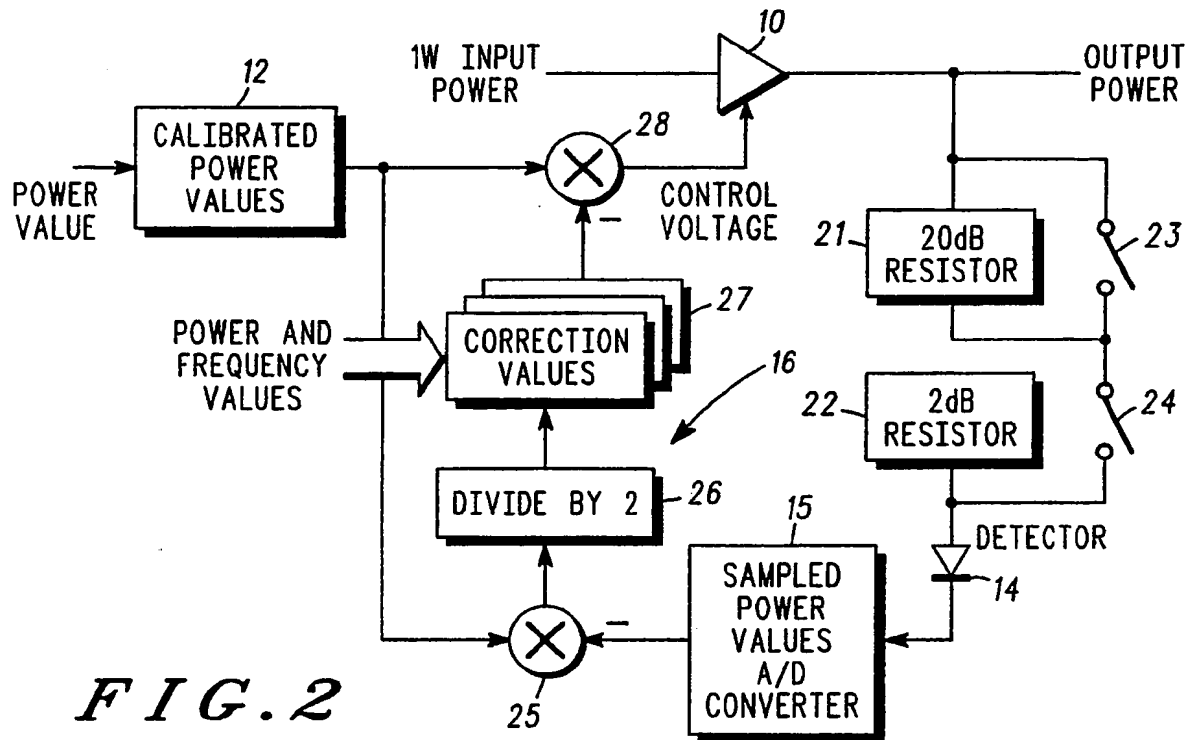 10
1W INPUT
POWER
OUTPUT
POWER
12
CALIBRATED
POWER
VALUES
POWER
VALUE
28
–
CONTROL
VOLTAGE
21
20dB
RESISTOR
23
27
CORRECTION
VALUES
POWER AND
FREQUENCY
VALUES
16
22
2dB
RESISTOR
24
DIVIDE BY 2
26
15
SAMPLED
POWER
VALUES
A/D
CONVERTER
DETECTOR
14
–
25
FIG.2